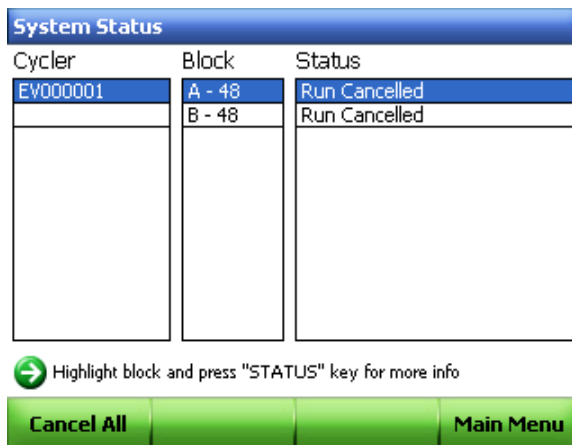 System Status
Cycler Block Status
EV000001 A - 48 Run Cancelled
B - 48 Run Cancelled
Highlight block and press "STATUS" key for more info
Cancel All Main Menu